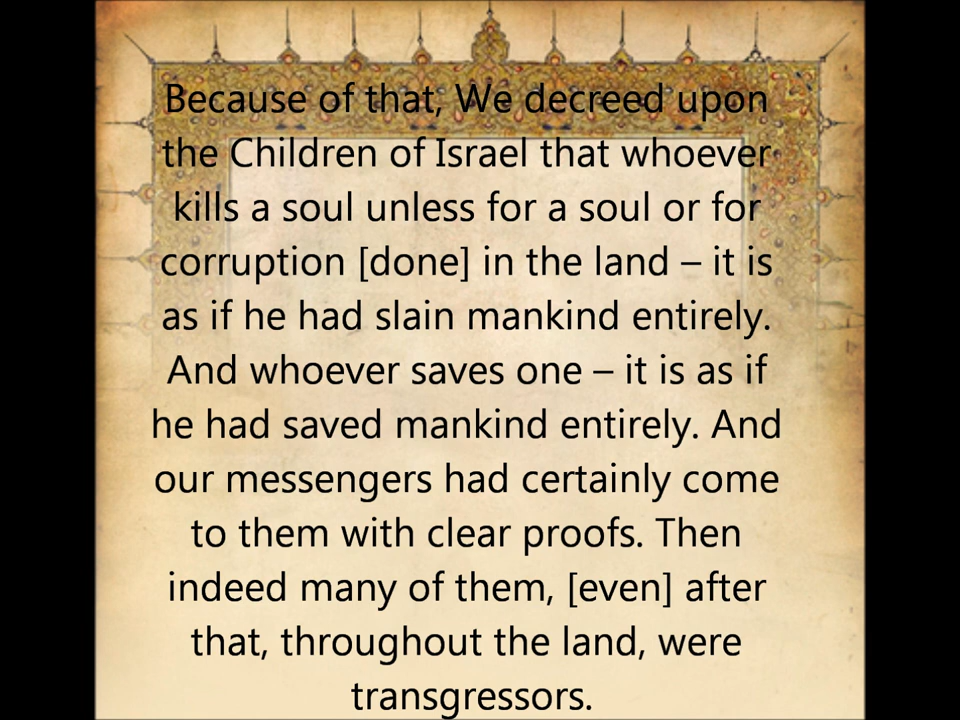 Because of that, We decreed upon
the Children of Israel that whoever
kills a soul unless for a soul or for
corruption [done] in the land – it is
as if he had slain mankind entirely.
And whoever saves one – it is as if
he had saved mankind entirely. And
our messengers had certainly come
to them with clear proofs. Then
indeed many of them, [even] after
that, throughout the land, were
transgressors.